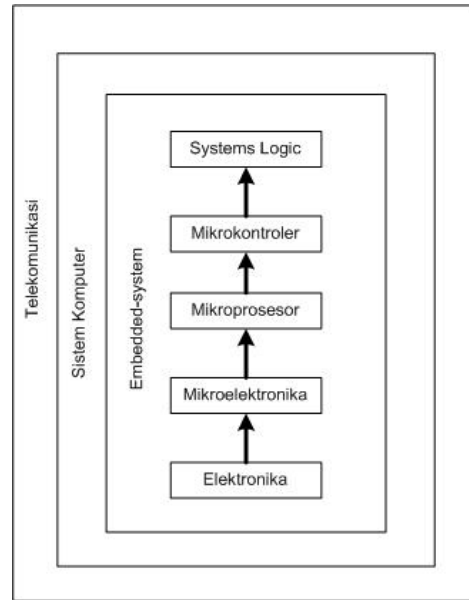 Telekomunikasi
Sistem Komputer
Embedded-system
Systems Logic
Mikrokontroler
Mikroprosesor
Mikroelektronika
Elektronika